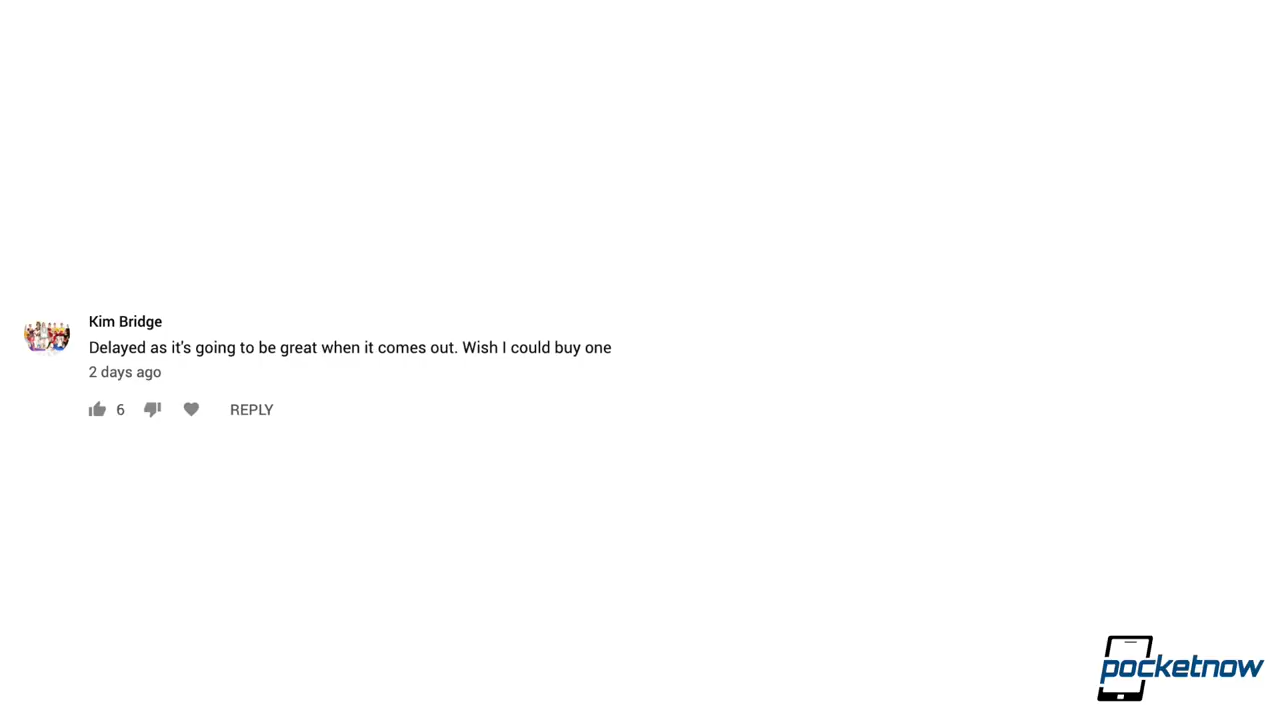 Kim Bridge
Delayed as it's going to be great when it comes out. Wish I could buy one
2 days ago
6 REPLY
pocketnow